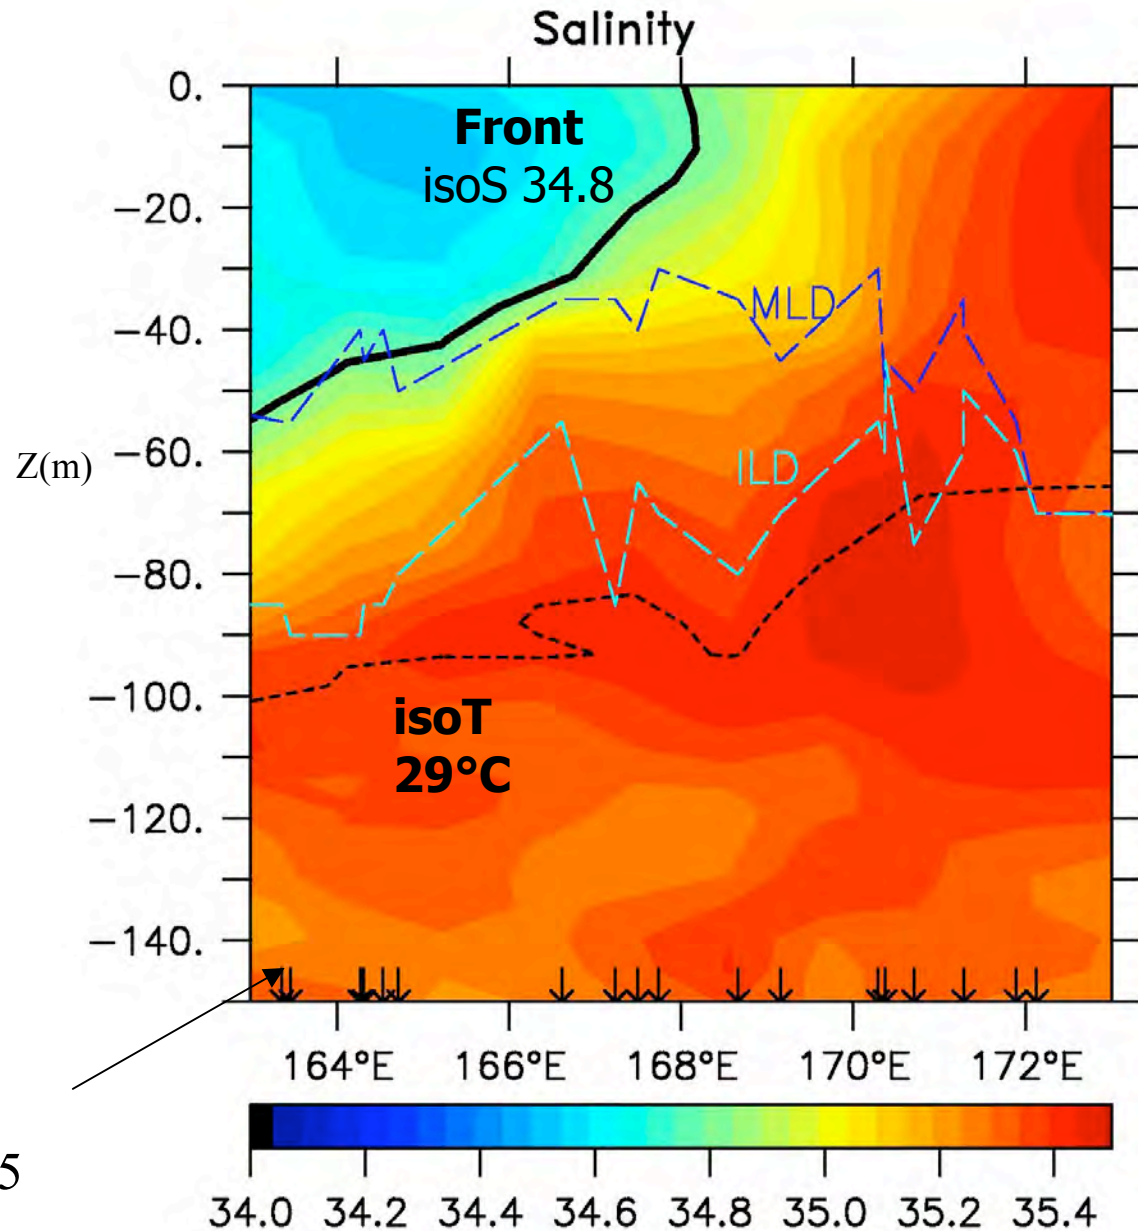 Salinity
0.
−20.
−40.
−60.
−80.
−100.
−120.
−140.
Z(m)
Front
isoS 34.8
MLD
ILD
isoT
29°C
164°E 166°E 168°E 170°E 172°E
5
34.0 34.2 34.4 34.6 34.8 35.0 35.2 35.4